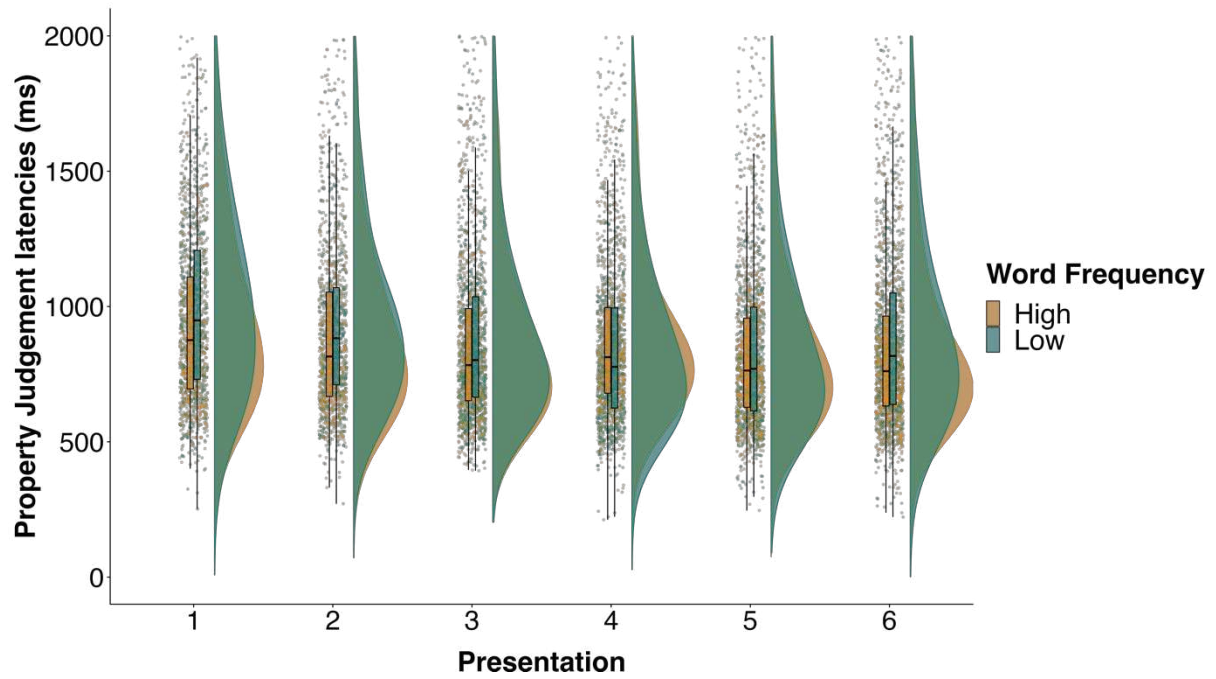 Property Judgement latencies (ms)
2000
1500
1000
500
0
1 2 3 4 5 6
Presentation
Word Frequency
High
Low